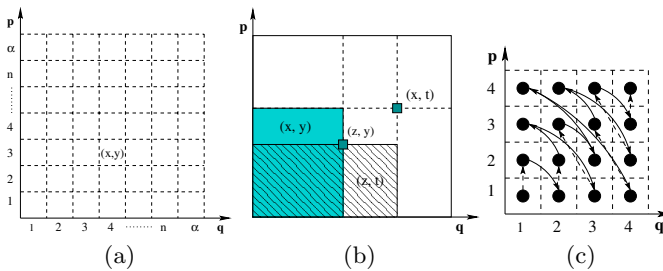 p
α
n
4
3
2
1
(x,y)
1 2 3 4 ········ n α q
(a)
p
(x, t)
(x, y)
(z, y)
(z, t)
q
(b)
p
4
3
2
1
1 2 3 4
q
(c)